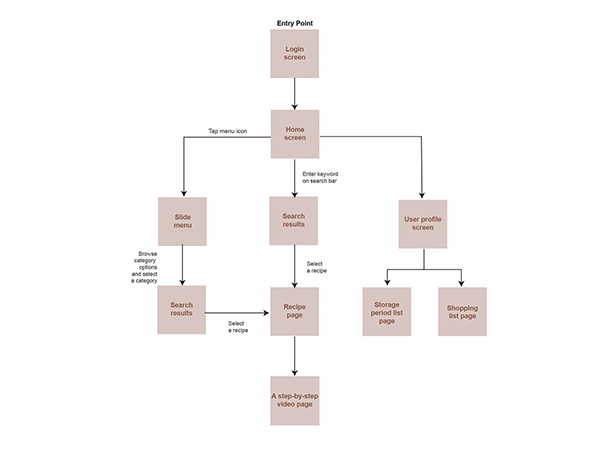 Entry Point
Login
screen
Home
screen
Tap menu icon
Enter keyword
on search bar
Slide
menu
Search
results
User profile
screen
Browse
category
options
and select
a category
Select
a recipe
Search
results
Select
a recipe
Recipe
page
Storage
period list
page
Shopping
list page
A step-by-step
video page